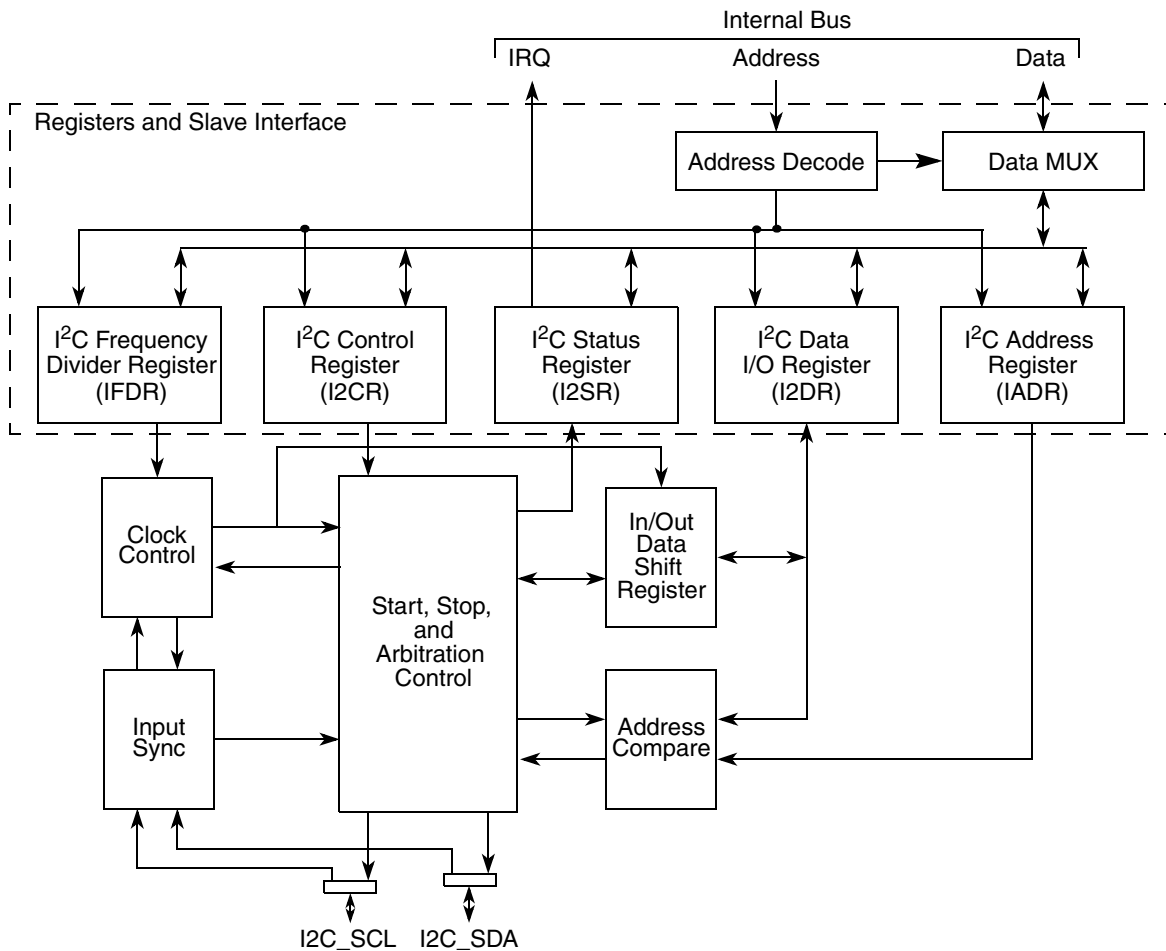 Internal Bus
IRQ
Address
Data
Registers and Slave Interface
Address Decode
Data MUX
I²C Frequency
Divider Register
(IFDR)
I²C Control
Register
(I2CR)
I²C Status
Register
(I2SR)
I²C Data
I/O Register
(I2DR)
I²C Address
Register
(IADR)
Clock
Control
In/Out
Data
Shift
Register
Start, Stop,
and
Arbitration
Control
Input
Sync
Address
Compare
I2C_SCL
I2C_SDA